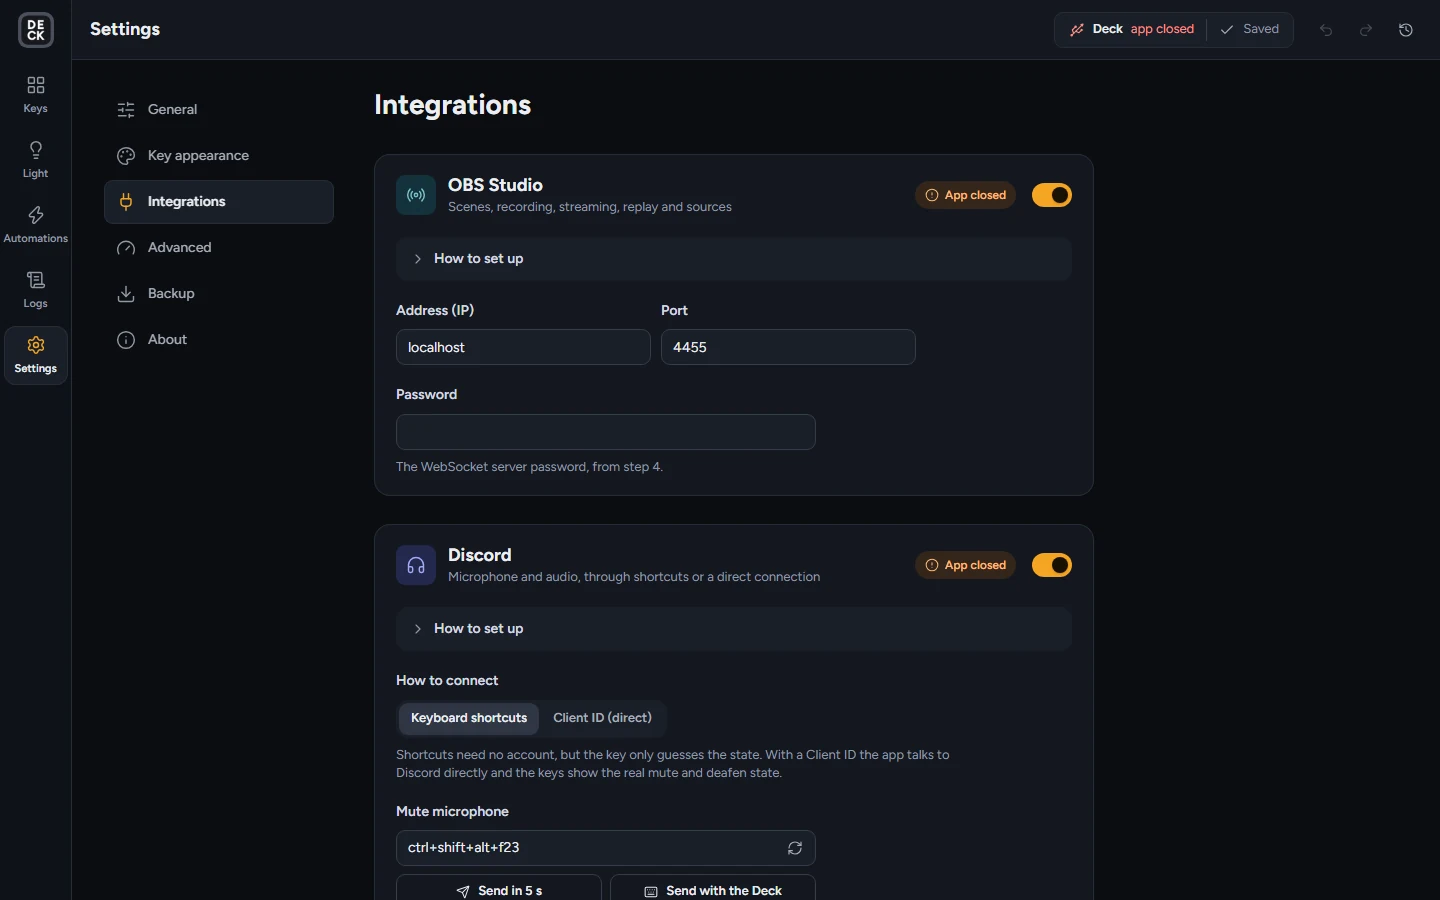 DE
CK
Settings
Deck app closed
Saved
Keys
Light
Automations
Logs
Settings
General
Key appearance
Integrations
Advanced
Backup
About
Integrations
OBS Studio
Scenes, recording, streaming, replay and sources
App closed
How to set up
Address (IP)
Port
localhost
4455
Password
The WebSocket server password, from step 4.
Discord
Microphone and audio, through shortcuts or a direct connection
App closed
How to set up
How to connect
Keyboard shortcuts
Client ID (direct)
Shortcuts need no account, but the key only guesses the state. With a Client ID the app talks to
Discord directly and the keys show the real mute and deafen state.
Mute microphone
ctrl+shift+alt+f23
Send in 5 s
Send with the Deck